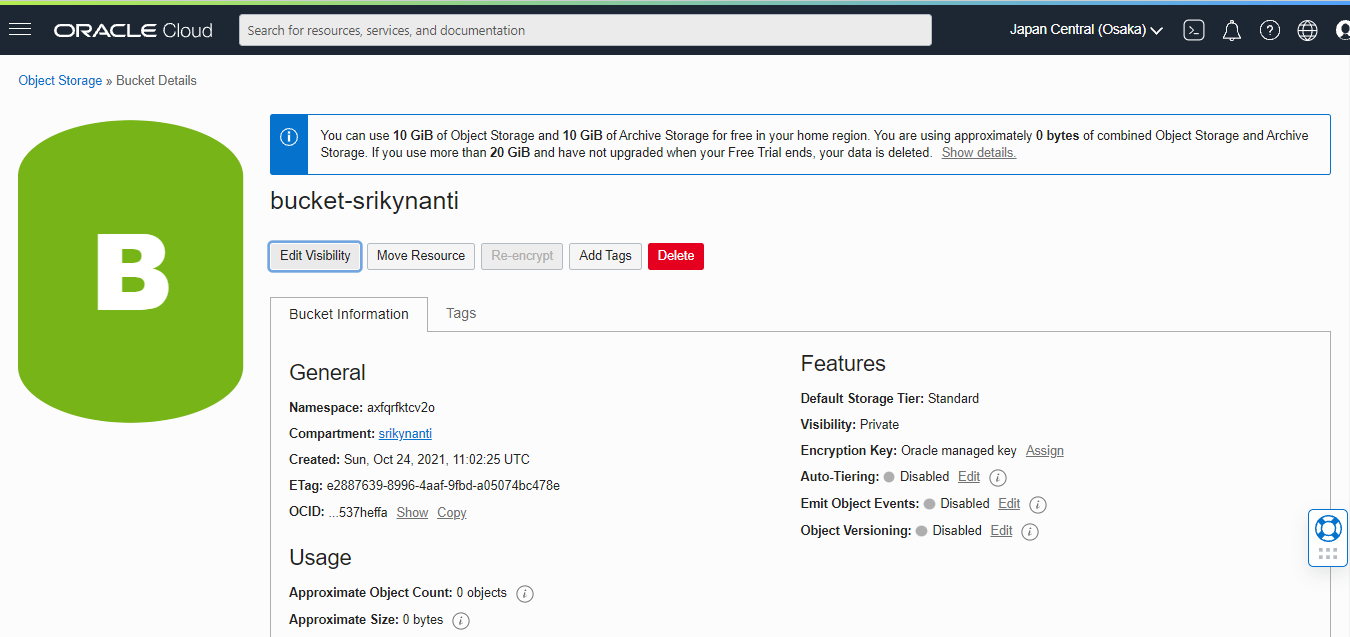 ORACLE Cloud
Search for resources, services, and documentation
Japan Central (Osaka)
Object Storage » Bucket Details
B
You can use 10 GiB of Object Storage and 10 GiB of Archive Storage for free in your home region. You are using approximately 0 bytes of combined Object Storage and Archive
Storage. If you use more than 20 GiB and have not upgraded when your Free Trial ends, your data is deleted. Show details.
bucket-srikynanti
Edit Visibility Move Resource Re-encrypt Add Tags Delete
Bucket Information Tags
General
Namespace: axfqrfktcv2o
Compartment: srikynanti
Created: Sun, Oct 24, 2021, 11:02:25 UTC
ETag: e2887639-8996-4aaf-9fbd-a05074bc478e
OCID: ...537heffa Show Copy
Usage
Approximate Object Count: 0 objects
Approximate Size: 0 bytes
Features
Default Storage Tier: Standard
Visibility: Private
Encryption Key: Oracle managed key Assign
Auto-Tiering: Disabled Edit
Emit Object Events: Disabled Edit
Object Versioning: Disabled Edit